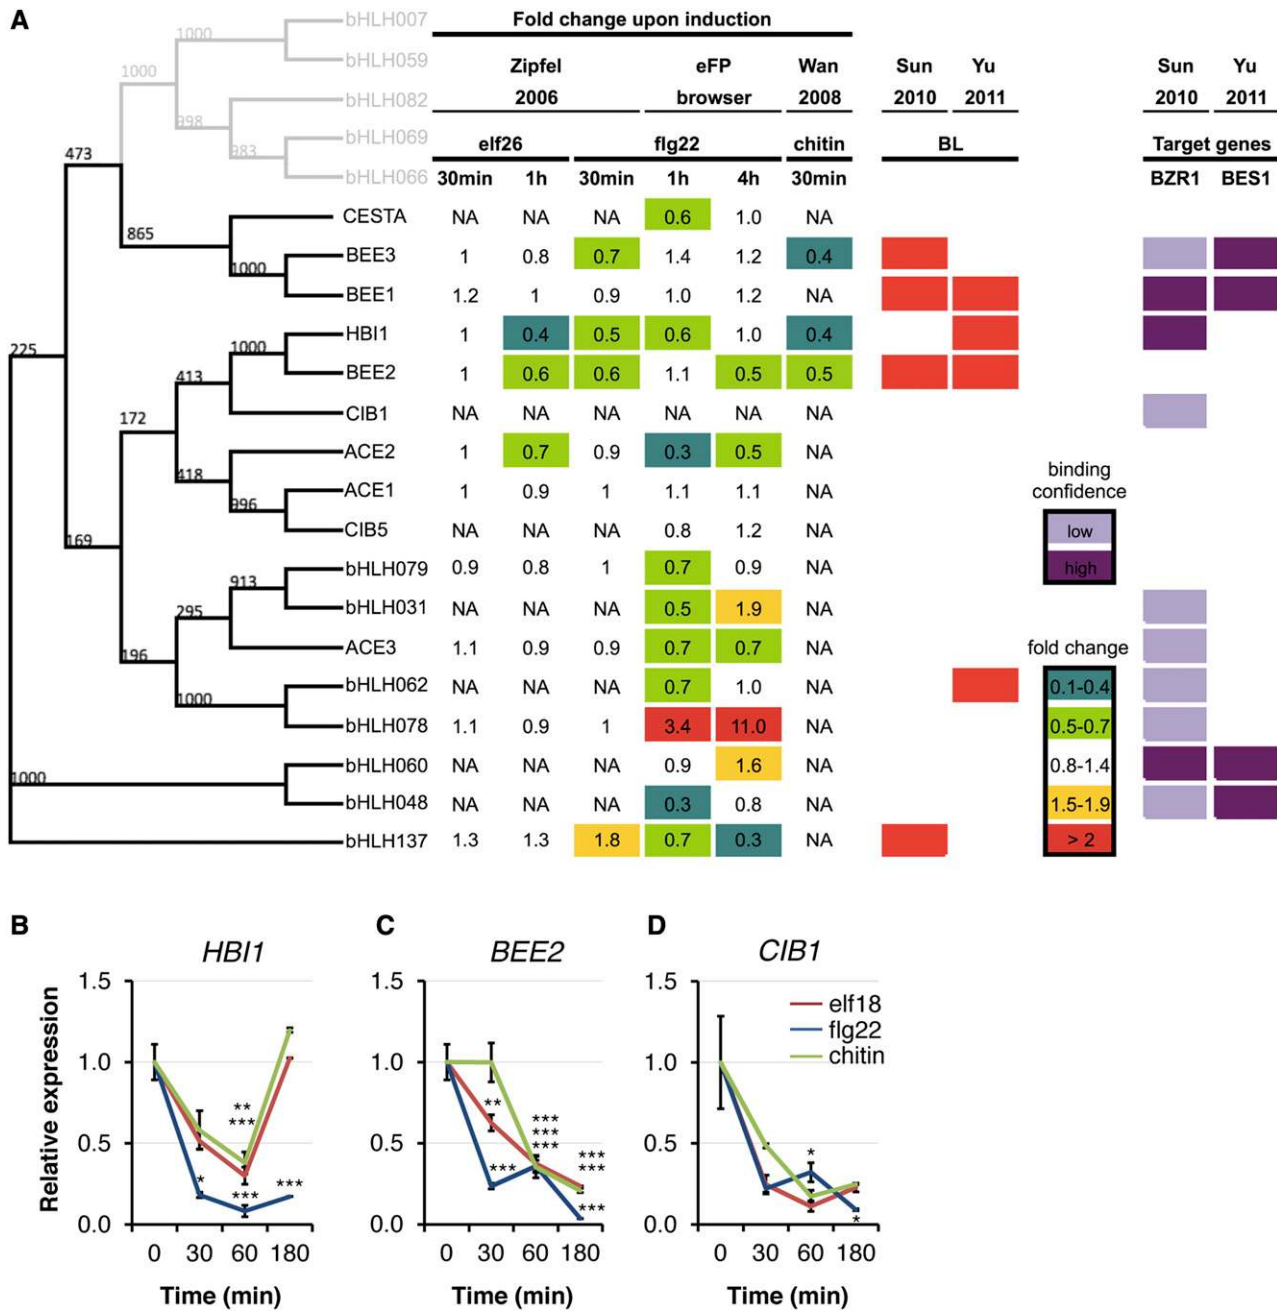 A
bHLH007
1000
bHLH059
1000
bHLH082
998
bHLH069
983
bHLH066
Fold change upon induction
Zipfel eFP Wan Sun Yu Sun Yu
2006 browser 2008 2010 2011 2010 2011
elf26 flg22 chitin BL Target genes
30min 1h 30min 1h 4h 30min BZR1 BES1
473
CESTA NA NA NA 0.6 1.0 NA
865
BEE3 1 0.8 0.7 1.4 1.2 0.4
1000
BEE1 1.2 1 0.9 1.0 1.2 NA
HBI1 1 0.4 0.5 0.6 1.0 0.4
225
1000
BEE2 1 0.6 0.6 1.1 0.5 0.5
413
CIB1 NA NA NA NA NA NA
172
ACE2 1 0.7 0.9 0.3 0.5 NA
418
ACE1 1 0.9 1 1.1 1.1 NA
996
CIB5 NA NA NA 0.8 1.2 NA
169
bHLH079 0.9 0.8 1 0.7 0.9 NA
913
bHLH031 NA NA NA 0.5 1.9 NA
295
ACE3 1.1 0.9 0.9 0.7 0.7 NA
196
bHLH062 NA NA NA 0.7 1.0 NA
1000
bHLH078 1.1 0.9 1 3.4 11.0 NA
bHLH060 NA NA NA 0.9 1.6 NA
1000
bHLH048 NA NA NA 0.3 0.8 NA
bHLH137 1.3 1.3 1.8 0.7 0.3 NA
binding
confidence
low
high
fold change
0.1-0.4
0.5-0.7
0.8-1.4
1.5-1.9
> 2
B
HBI1
Relative expression
1.5
1.0
0.5
0.0
**
***
*
***
***
0 30 60 180
Time (min)
C
BEE2
1.5
1.0
0.5
0.0
**
***
***
***
***
***
***
***
0 30 60 180
Time (min)
D
CIB1
1.5
1.0
0.5
0.0
elf18
flg22
chitin
*
*
0 30 60 180
Time (min)